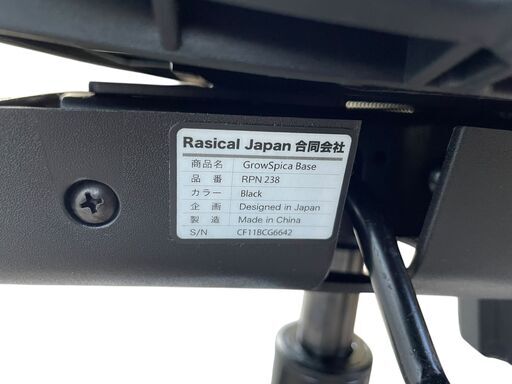 Rasical Japan 合同会社
商品名 GrowSpica Base
品 番 RPN 238
カラー Black
企 画 Designed in Japan
製 造 Made in China
S/N CF11BCG6642